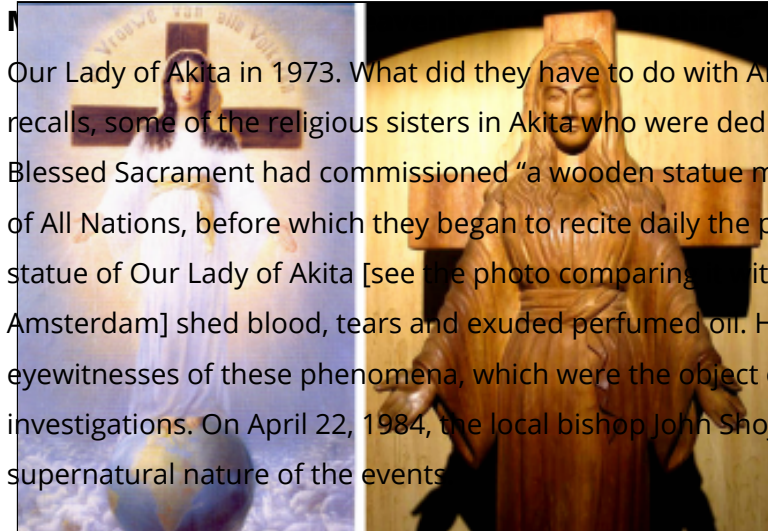 Vrouwe van alle
Our Lady of Akita in 1973. What did they have to do with
recalls, some of the religious sisters in Akita who were
Blessed Sacrament had commissioned “a wooden statue
of All Nations, before which they began to recite daily the
statue of Our Lady of Akita [see the photo comparing
Amsterdam] shed blood, tears and exuded perfumed oil.
eyewitnesses of these phenomena, which were the object
investigations. On April 22, 1984, the local bishop John
supernatural nature of the events